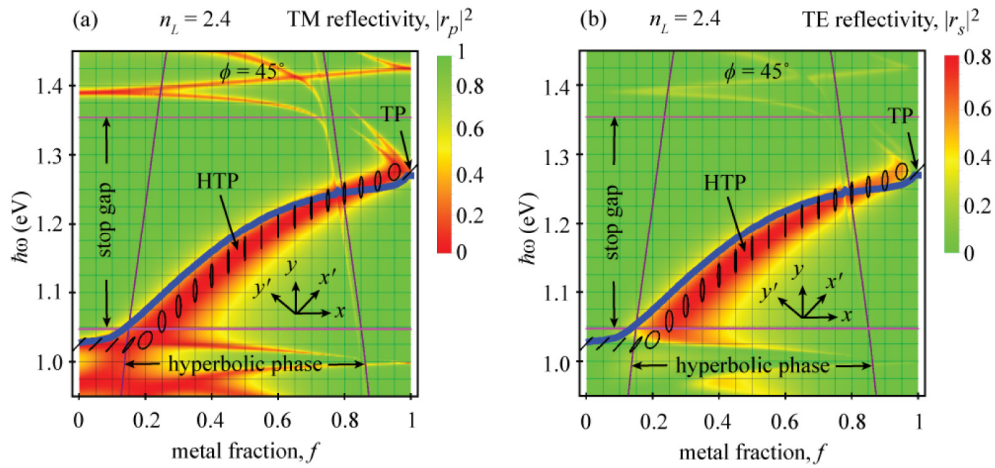 (a) n_L = 2.4 TM reflectivity, |r_p|²
ϕ = 45°
TP
HTP
stop gap
y
y′ x′
x
hyperbolic phase
1.4
1.3
1.2
1.1
1.0
ħω (eV)
0 0.2 0.4 0.6 0.8 1
metal fraction, f
1
0.8
0.6
0.4
0.2
0
(b) n_L = 2.4 TE reflectivity, |r_s|²
ϕ = 45°
TP
HTP
stop gap
y
y′ x′
x
hyperbolic phase
1.4
1.3
1.2
1.1
1.0
ħω (eV)
0 0.2 0.4 0.6 0.8 1
metal fraction, f
0.8
0.6
0.4
0.2
0